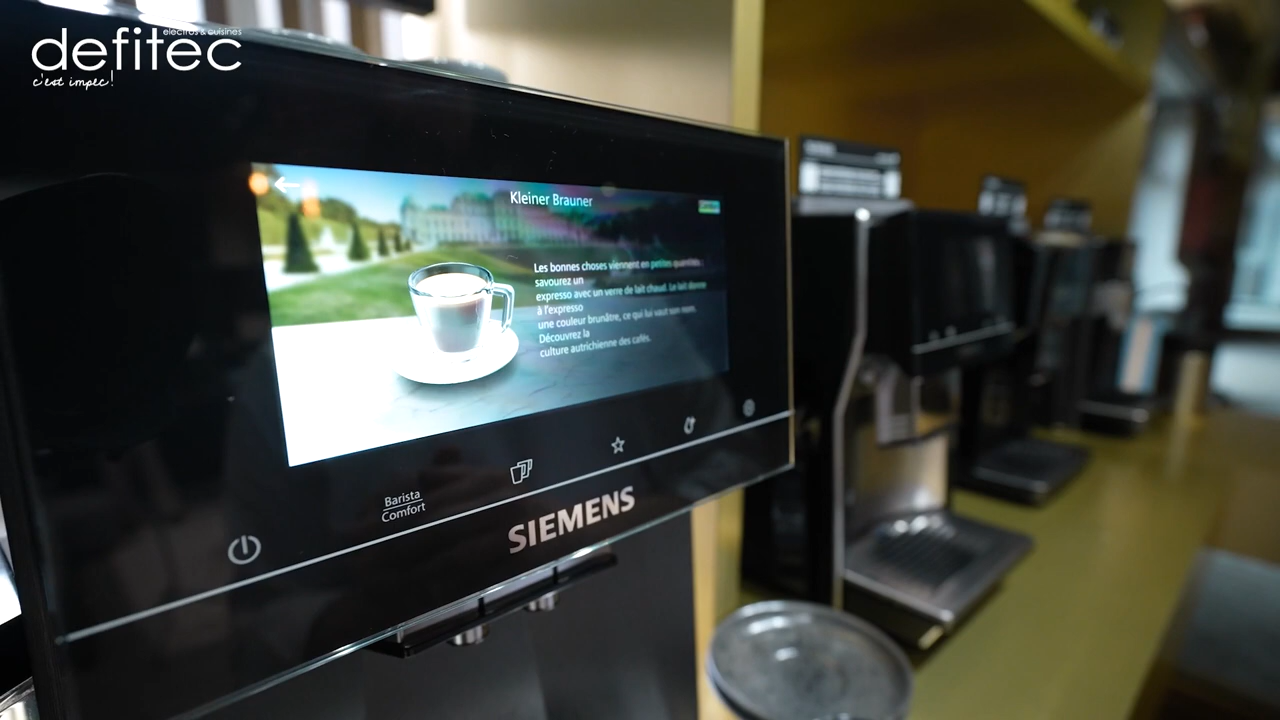 electros & cuisines
defitec
c'est impec!
Kleiner Brauner
Les bonnes choses viennent en petites quantités :
savourez un
expresso avec un verre de lait chaud. Le lait donne
à l'expresso
une couleur brunâtre, ce qui lui vaut son nom.
Découvrez la
culture autrichienne des cafés.
Barista
Comfort
SIEMENS